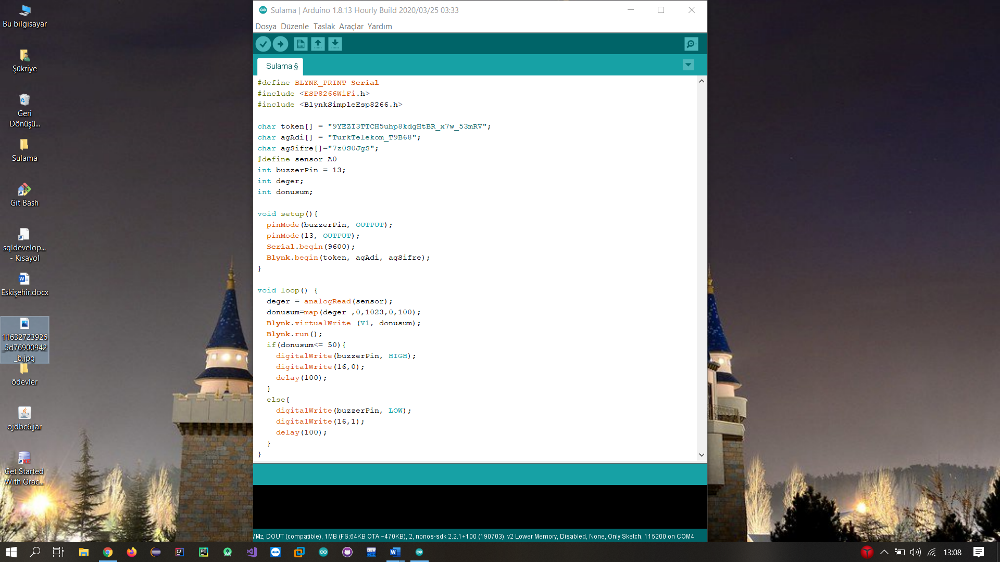 Bu bilgisayar
Şükriye
Geri
Dönüşü...
Sulama
Git Bash
sqldevelop...
- Kısayol
Eskişehir.docx
11632723926
_5d76900942
_b.jpg
ödevler
ojdbc6.jar
Get Started
With Orac...
Sulama | Arduino 1.8.13 Hourly Build 2020/03/25 03:33
Dosya Düzenle Taslak Araçlar Yardım
Sulama §
#define BLYNK_PRINT Serial
#include <ESP8266WiFi.h>
#include <BlynkSimpleEsp8266.h>
char token[] = "9YEZI3TTCH5uhp8kdgHtBR_x7w_53mRV";
char agAdi[] = "TurkTelekom_T9B68";
char agSifre[]="7z0S0JgS";
#define sensor A0
int buzzerPin = 13;
int deger;
int donusum;
void setup(){
pinMode(buzzerPin, OUTPUT);
pinMode(13, OUTPUT);
Serial.begin(9600);
Blynk.begin(token, agAdi, agSifre);
}
void loop() {
deger = analogRead(sensor);
donusum=map(deger ,0,1023,0,100);
Blynk.virtualWrite (V1, donusum);
Blynk.run();
if(donusum<= 50){
digitalWrite(buzzerPin, HIGH);
digitalWrite(16,0);
delay(100);
}
else{
digitalWrite(buzzerPin, LOW);
digitalWrite(16,1);
delay(100);
}
}
DOUT (compatible), 1MB (FS:64KB OTA:~470KB), 2, nonos-sdk 2.2.1+100 (190703), v2 Lower Memory, Disabled, None, Only Sketch, 115200 on COM4
13:08